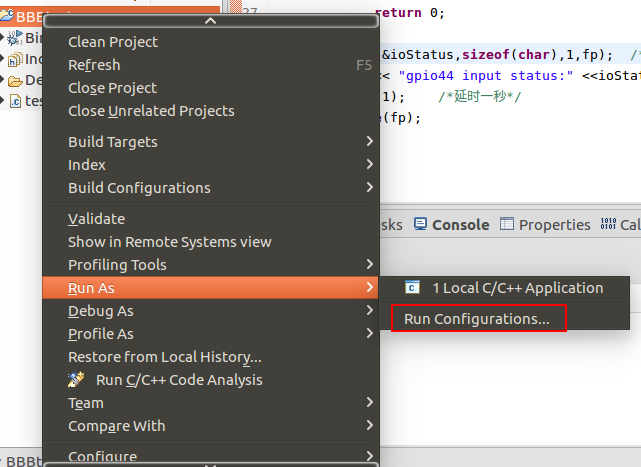 BBB
27
return 0;
Bin
Inc
De
tes
Clean Project
Refresh F5
Close Project
Close Unrelated Projects
Build Targets
Index
Build Configurations
Validate
Show in Remote Systems view
Profiling Tools
Run As
Debug As
Profile As
Restore from Local History...
Run C/C++ Code Analysis
Team
Compare With
Configure
&ioStatus,sizeof(char),1,fp); /*
<< "gpio44 input status:" <<ioStat
1); /*延时一秒*/
e(fp);
sks Console Properties Cal
1 Local C/C++ Application
Run Configurations...
BBBt